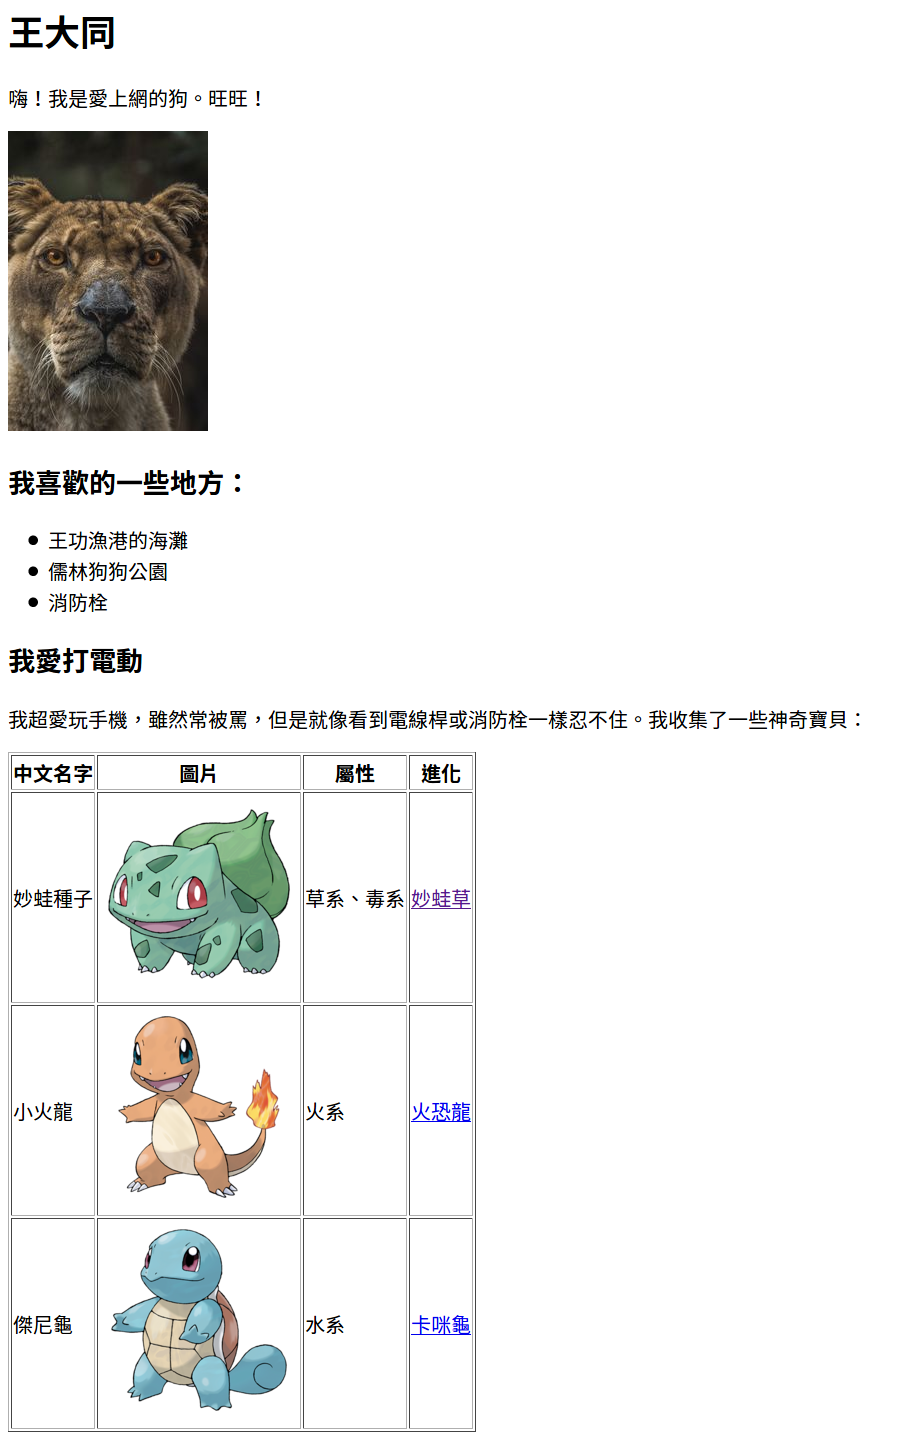 王大同
嗨！我是愛上網的狗。旺旺！
我喜歡的一些地方：
王功漁港的海灘
儒林狗狗公園
消防栓
我愛打電動
我超愛玩手機，雖然常被罵，但是就像看到電線桿或消防栓一樣忍不住。我收集了一些神奇寶貝：
中文名字 圖片 屬性 進化
妙蛙種子 草系、毒系 妙蛙草
小火龍 火系 火恐龍
傑尼龜 水系 卡咪龜